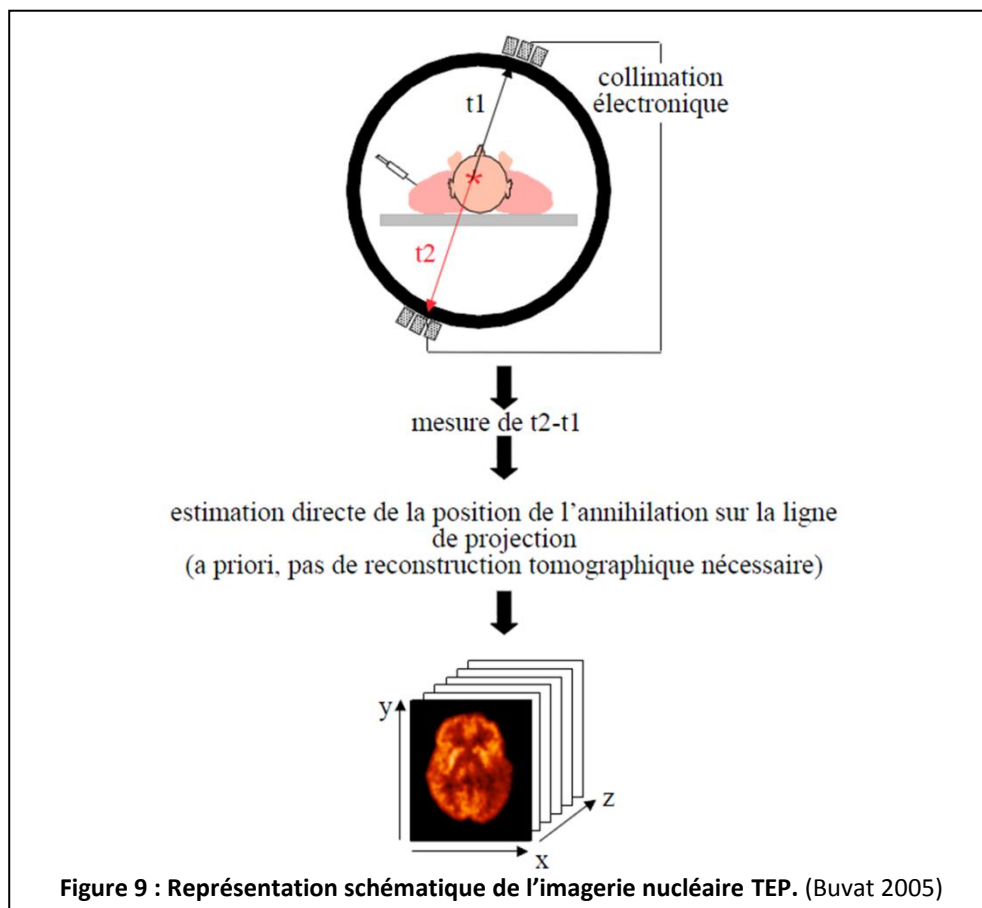 t1
collimation
électronique
*
t2
mesure de t2-t1
estimation directe de la position de l'annihilation sur la ligne
de projection
(a priori, pas de reconstruction tomographique nécessaire)
y
z
x
Figure 9 : Représentation schématique de l'imagerie nucléaire TEP. (Buvat 2005)